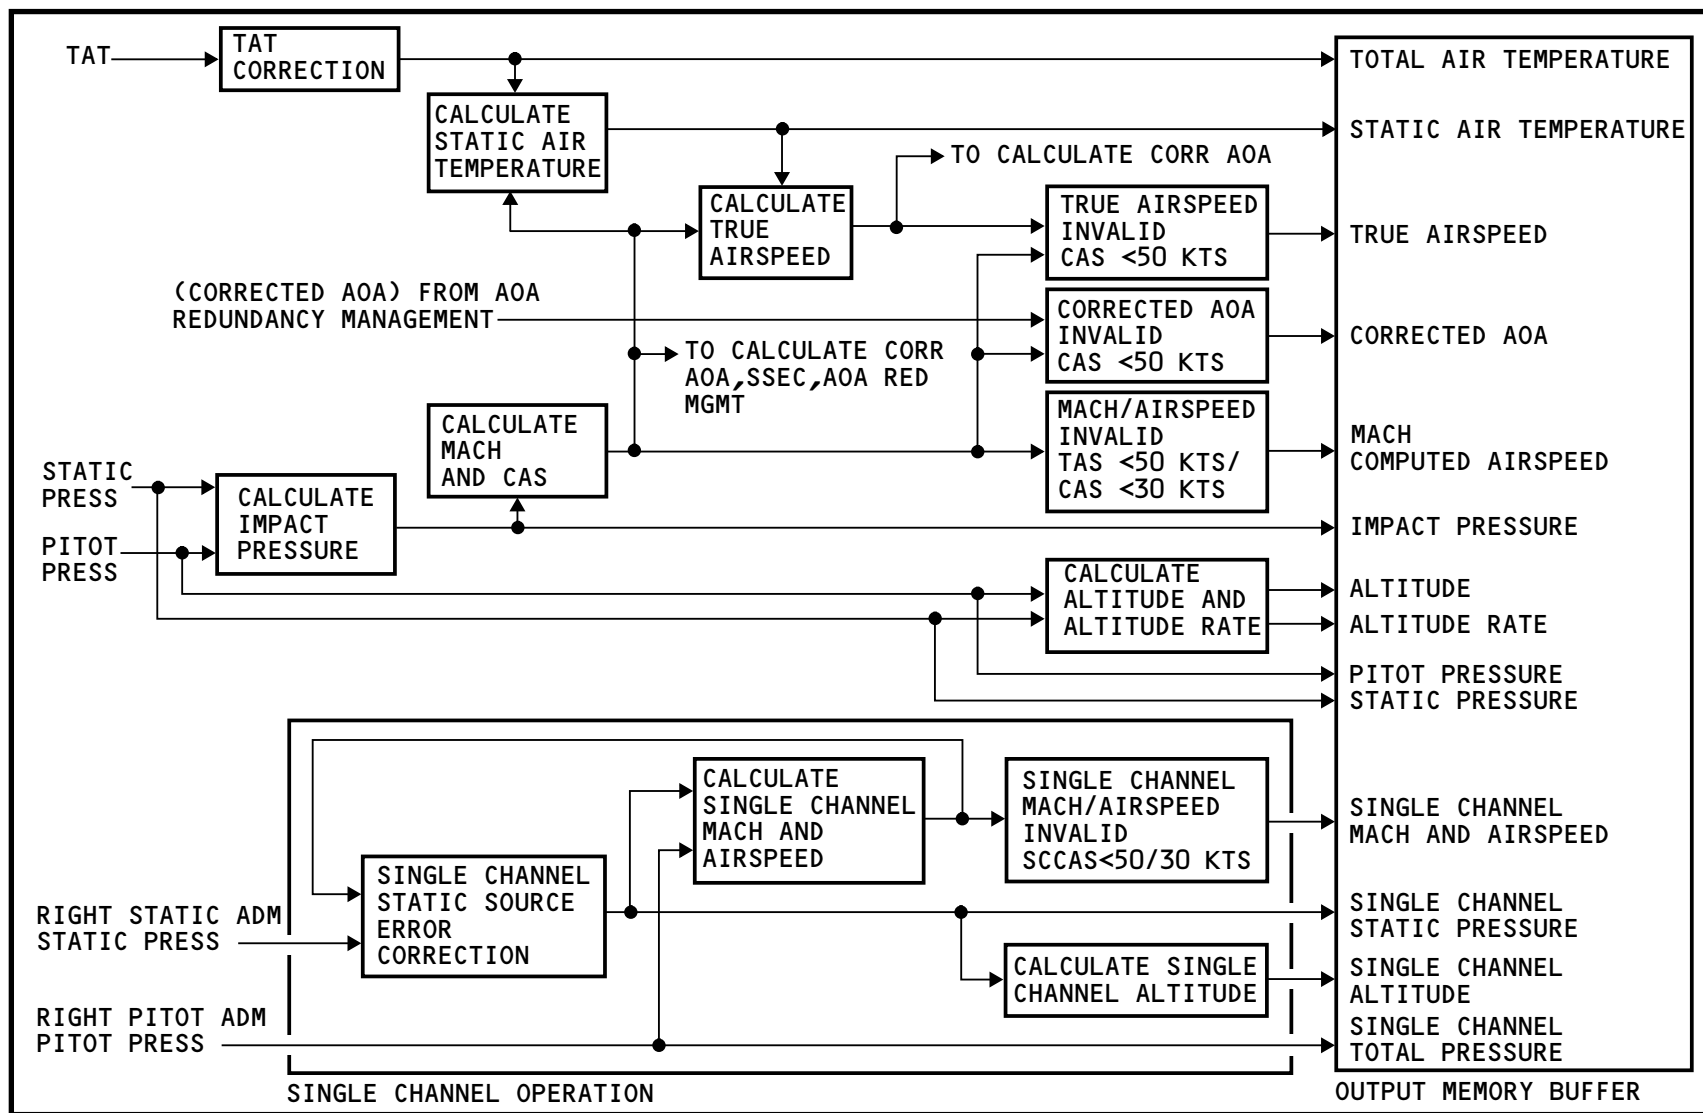 TAT
TAT
CORRECTION
TOTAL AIR TEMPERATURE
CALCULATE
STATIC AIR
TEMPERATURE
STATIC AIR TEMPERATURE
TO CALCULATE CORR AOA
CALCULATE
TRUE
AIRSPEED
TRUE AIRSPEED
INVALID
CAS <50 KTS
TRUE AIRSPEED
(CORRECTED AOA) FROM AOA
REDUNDANCY MANAGEMENT
CORRECTED AOA
INVALID
CAS <50 KTS
CORRECTED AOA
TO CALCULATE CORR
AOA,SSEC,AOA RED
MGMT
CALCULATE
MACH
AND CAS
MACH/AIRSPEED
INVALID
TAS <50 KTS/
CAS <30 KTS
MACH
COMPUTED AIRSPEED
STATIC
PRESS
PITOT
PRESS
CALCULATE
IMPACT
PRESSURE
IMPACT PRESSURE
CALCULATE
ALTITUDE AND
ALTITUDE RATE
ALTITUDE
ALTITUDE RATE
PITOT PRESSURE
STATIC PRESSURE
CALCULATE
SINGLE CHANNEL
MACH AND
AIRSPEED
SINGLE CHANNEL
MACH/AIRSPEED
INVALID
SCCAS<50/30 KTS
SINGLE CHANNEL
MACH AND AIRSPEED
SINGLE CHANNEL
STATIC SOURCE
ERROR
CORRECTION
RIGHT STATIC ADM
STATIC PRESS
SINGLE CHANNEL
STATIC PRESSURE
CALCULATE SINGLE
CHANNEL ALTITUDE
SINGLE CHANNEL
ALTITUDE
RIGHT PITOT ADM
PITOT PRESS
SINGLE CHANNEL
TOTAL PRESSURE
SINGLE CHANNEL OPERATION
OUTPUT MEMORY BUFFER